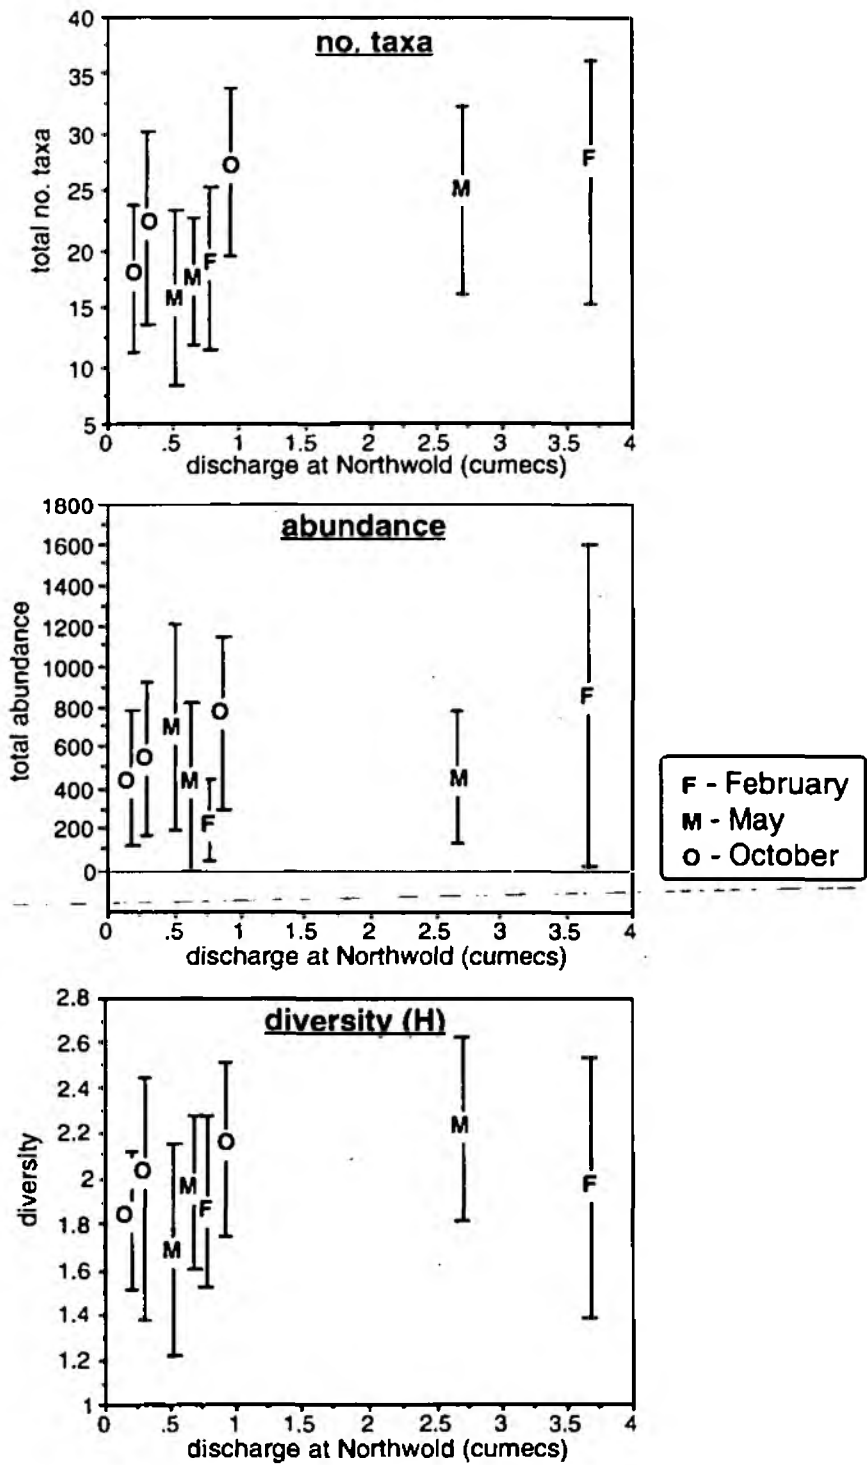 no. taxa
40
35
30
25
20
15
10
5
total no. taxa
O O M M F O M F
0 .5 1 1.5 2 2.5 3 3.5 4
discharge at Northwold (cumecs)
abundance
1800
1600
1400
1200
1000
800
600
400
200
0
total abundance
O O M M F O M F
0 .5 1 1.5 2 2.5 3 3.5 4
discharge at Northwold (cumecs)
F - February
M - May
O - October
diversity (H)
2.8
2.6
2.4
2.2
2
1.8
1.6
1.4
1.2
1
diversity
O O M M F O M F
0 .5 1 1.5 2 2.5 3 3.5 4
discharge at Northwold (cumecs)